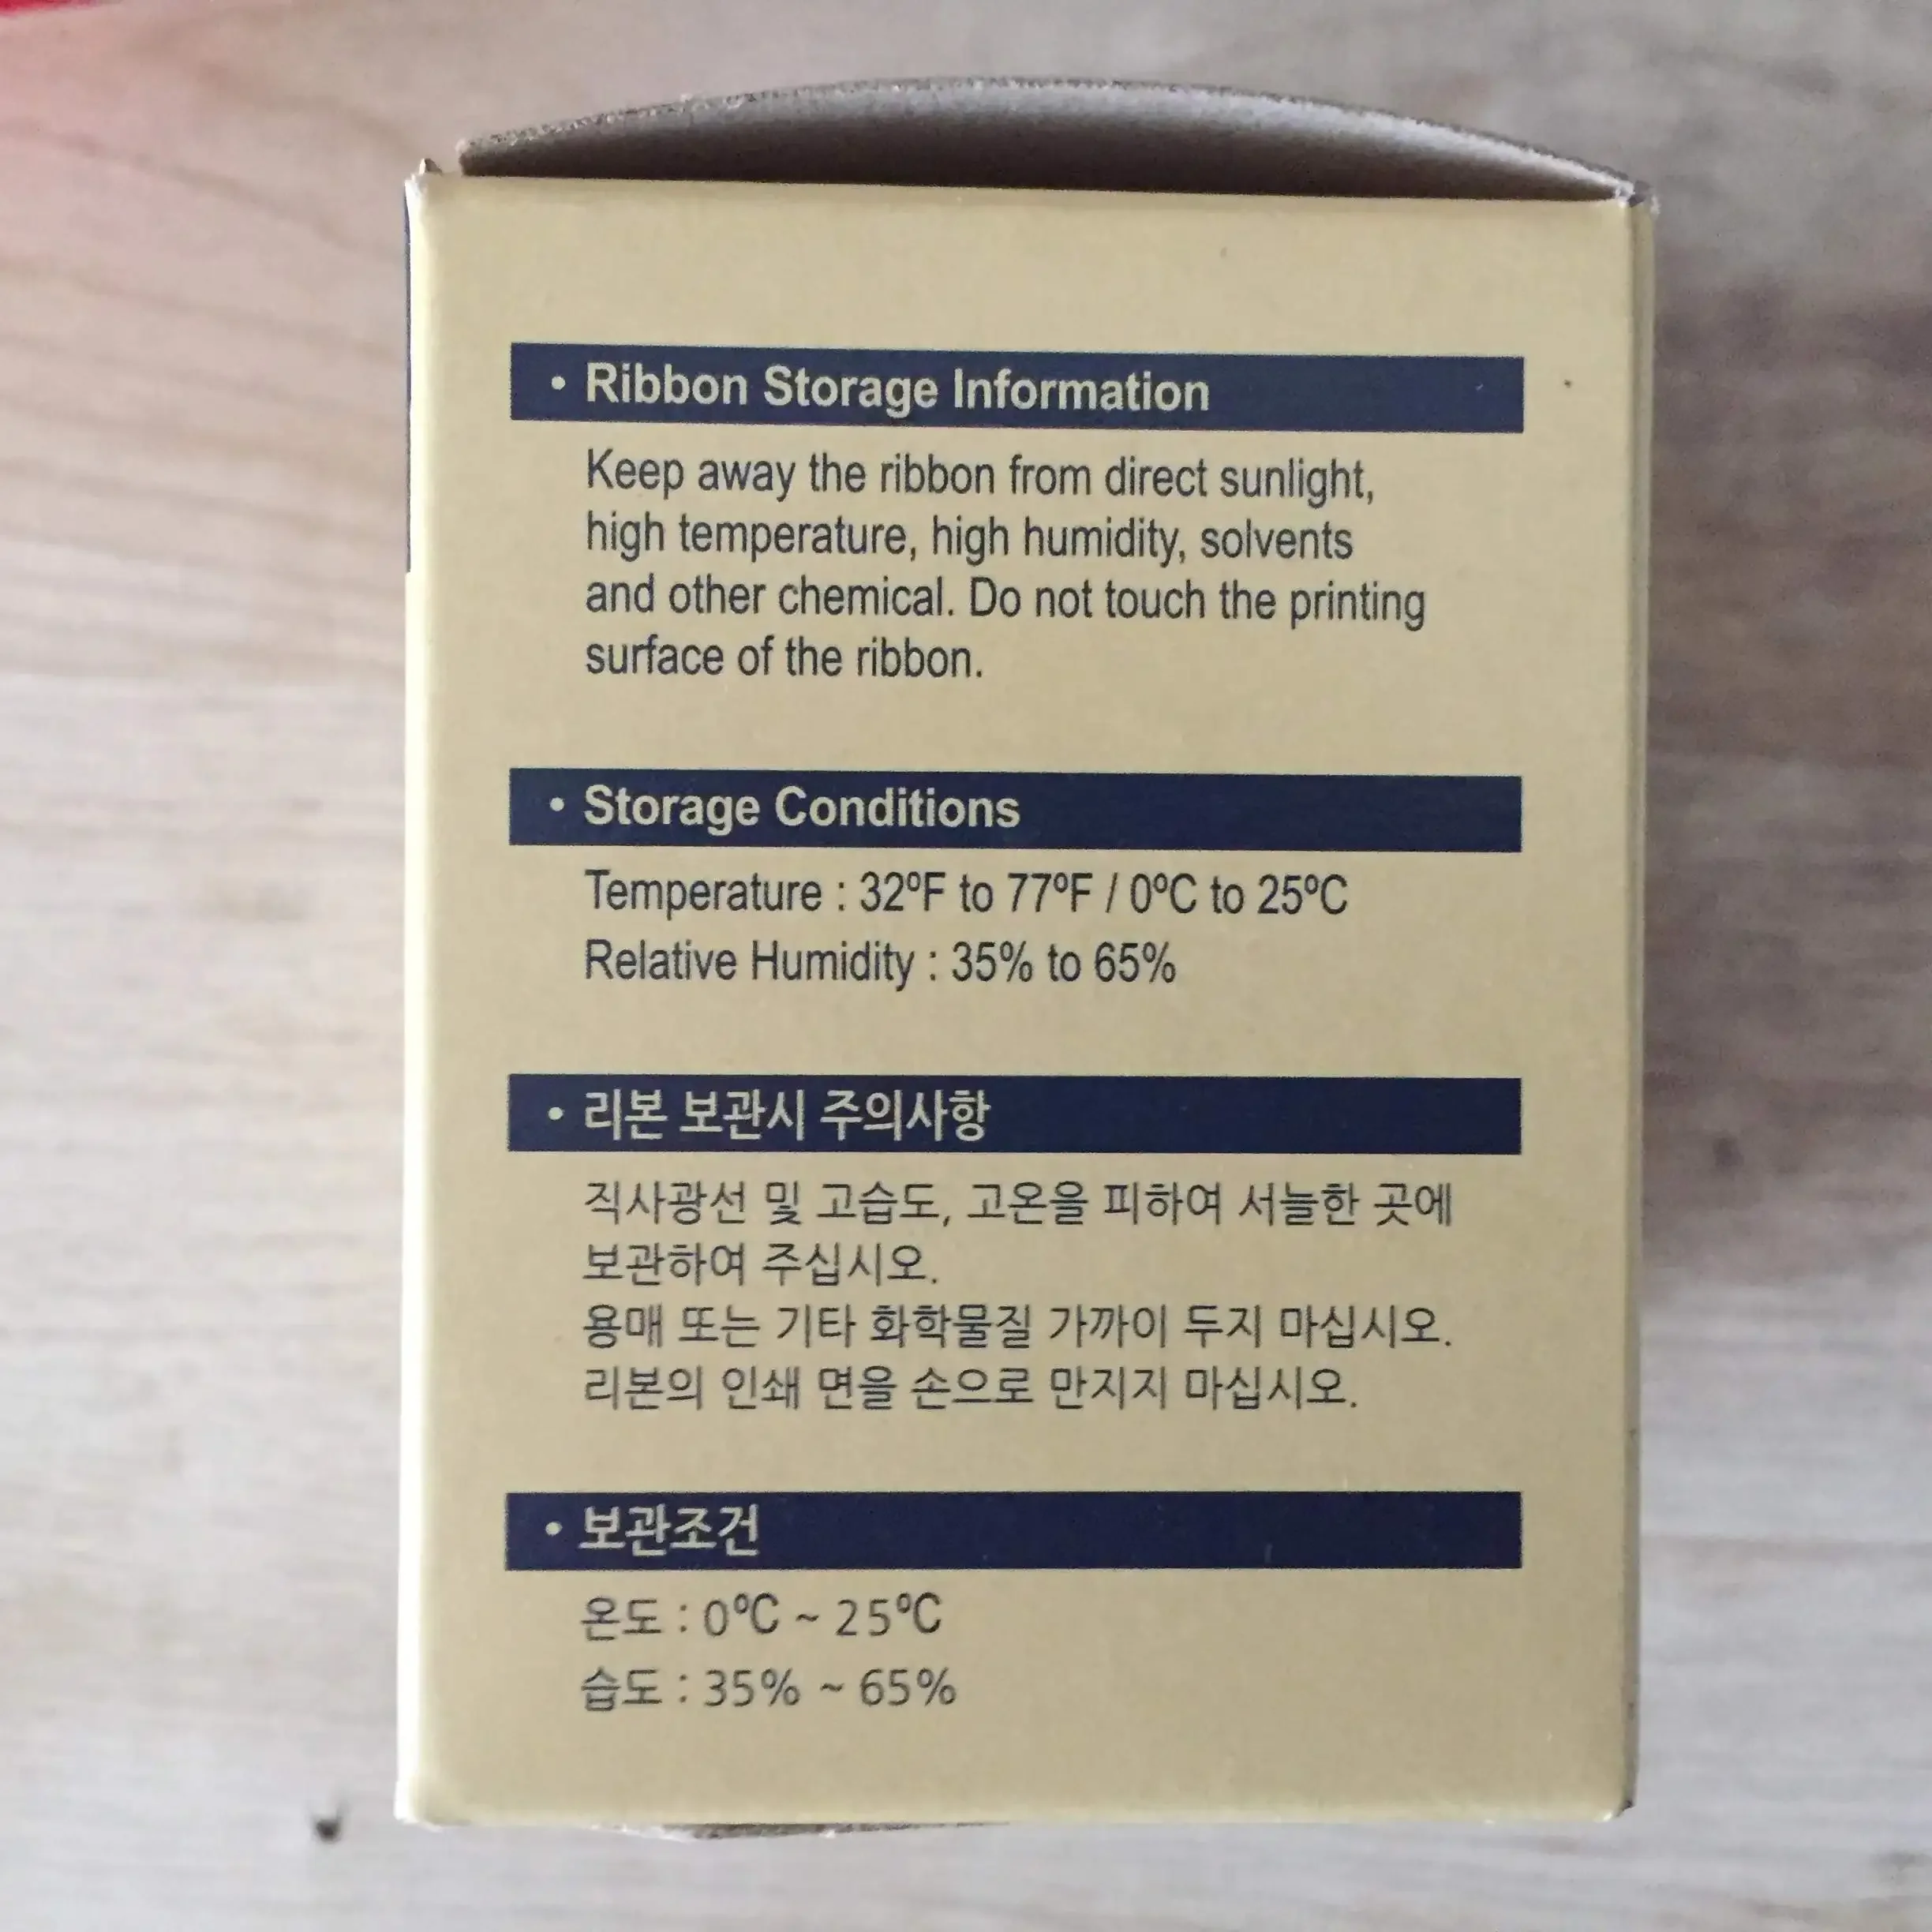 • Ribbon Storage Information
Keep away the ribbon from direct sunlight,
high temperature, high humidity, solvents
and other chemical. Do not touch the printing
surface of the ribbon.
• Storage Conditions
Temperature : 32ºF to 77ºF / 0ºC to 25ºC
Relative Humidity : 35% to 65%
• 리본 보관시 주의사항
직사광선 및 고습도, 고온을 피하여 서늘한 곳에
보관하여 주십시오.
용매 또는 기타 화학물질 가까이 두지 마십시오.
리본의 인쇄 면을 손으로 만지지 마십시오.
• 보관조건
온도 : 0ºC ~ 25ºC
습도 : 35% ~ 65%